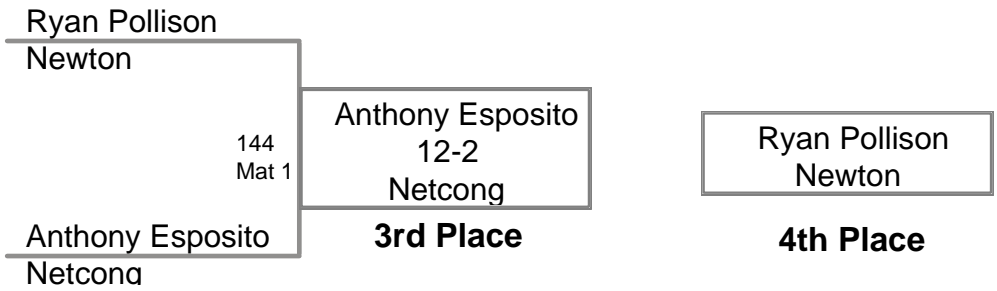 Ryan Pollison
Newton
144
Mat 1
Anthony Esposito
Netcong
Anthony Esposito
12-2
Netcong
3rd Place
Ryan Pollison
Newton
4th Place